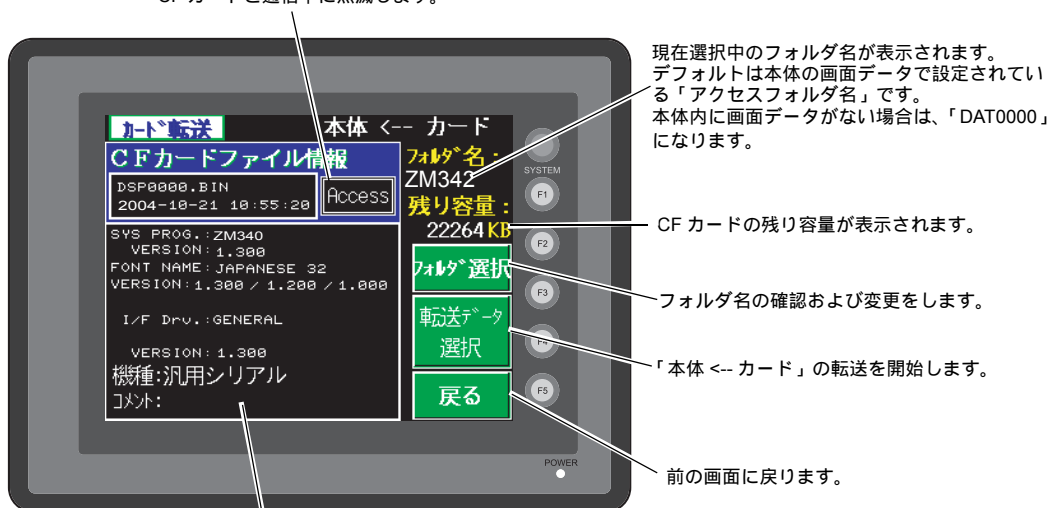 CF カードと通信中に点滅します。
現在選択中のフォルダ名が表示されます。
デフォルトは本体の画面データで設定されてい
る「アクセスフォルダ名」です。
本体内に画面データがない場合は、「DAT0000」
になります。
ｶｰﾄﾞ転送
本体 <-- カード
CFカードファイル情報
DSP0000.BIN
2004-10-21 10:55:20
Access
ﾌｫﾙﾀﾞ名：
ZM342
残り容量：
22264KB
SYS PROG.:ZM340
VERSION:1.300
FONT NAME:JAPANESE 32
VERSION:1.300 / 1.200 / 1.000
I/F Drv.:GENERAL
VERSION:1.300
機種:汎用シリアル
ｺﾒﾝﾄ:
ﾌｫﾙﾀﾞ選択
転送ﾃﾞｰﾀ
選択
戻る
SYSTEM
F1
F2
F3
F4
F5
POWER
CF カードの残り容量が表示されます。
フォルダ名の確認および変更をします。
「本体 <-- カード」の転送を開始します。
前の画面に戻ります。